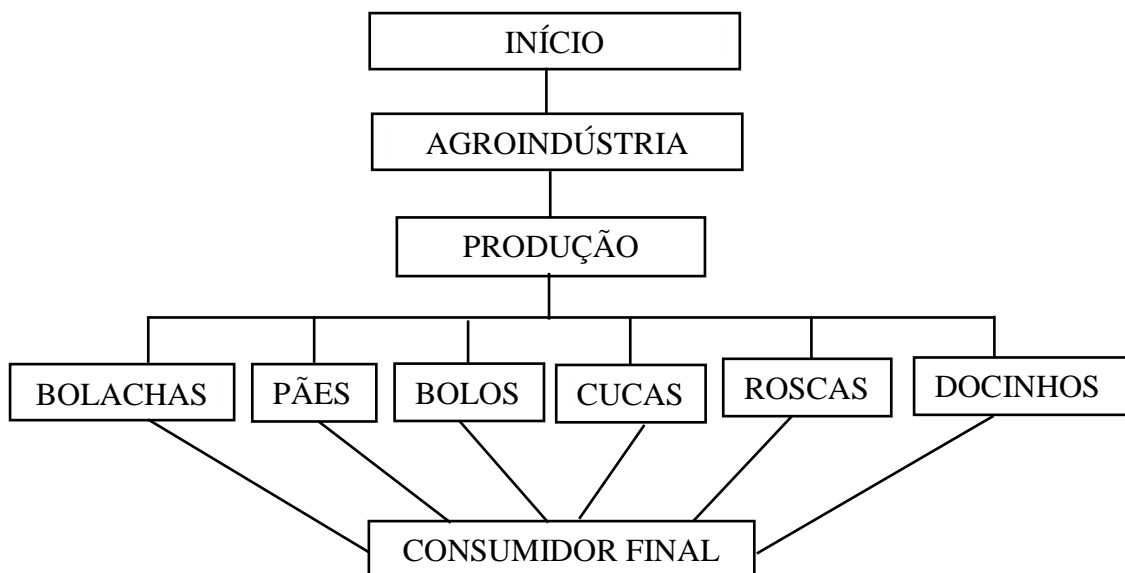 INÍCIO
AGROINDÚSTRIA
PRODUÇÃO
BOLACHAS
PÃES
BOLOS
CUCAS
ROSCAS
DOCINHOS
CONSUMIDOR FINAL